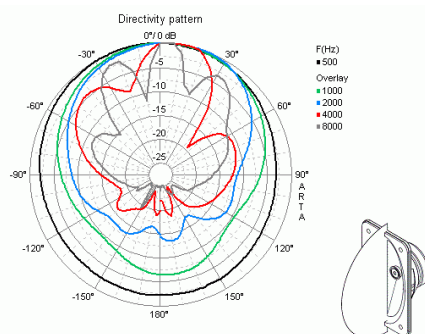 Directivity pattern
0°/ 0 dB
-30°
30°
-5
-10
-15
-20
-25
-60°
60°
-90°
90°
-120°
120°
-150°
150°
180°
A
R
T
A
F(Hz)
500
Overlay
1000
2000
4000
8000